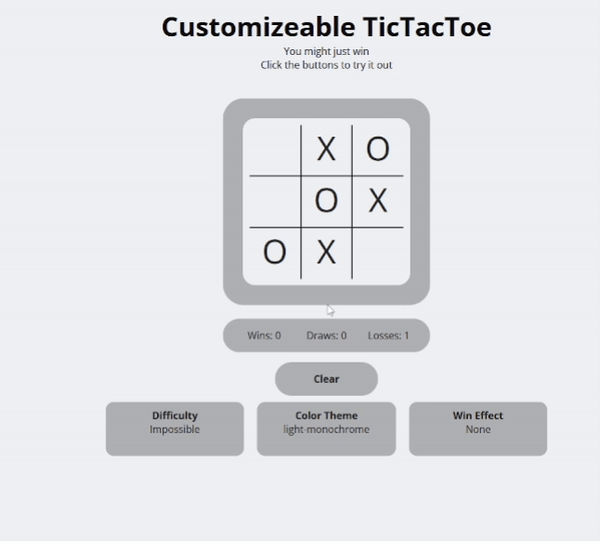 Customizeable TicTacToe
You might just win
Click the buttons to try it out
X O
O X
O X
Wins: 0 Draws: 0 Losses: 1
Clear
Difficulty Color Theme Win Effect
Impossible light-monochrome None